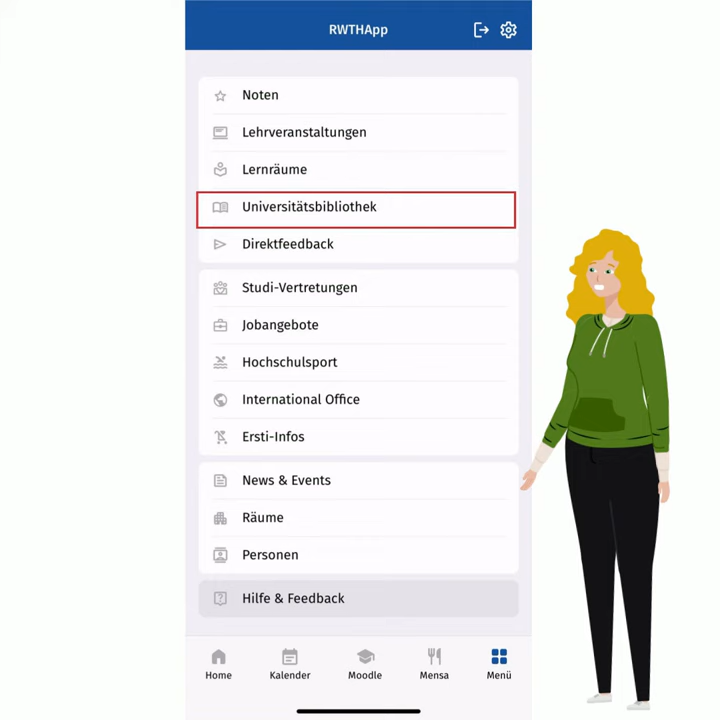 RWTHApp
Noten
Lehrveranstaltungen
Lernräume
Universitätsbibliothek
Direktfeedback
Studi-Vertretungen
Jobangebote
Hochschulsport
International Office
Ersti-Infos
News & Events
Räume
Personen
Hilfe & Feedback
Home Kalender Moodle Mensa Menü